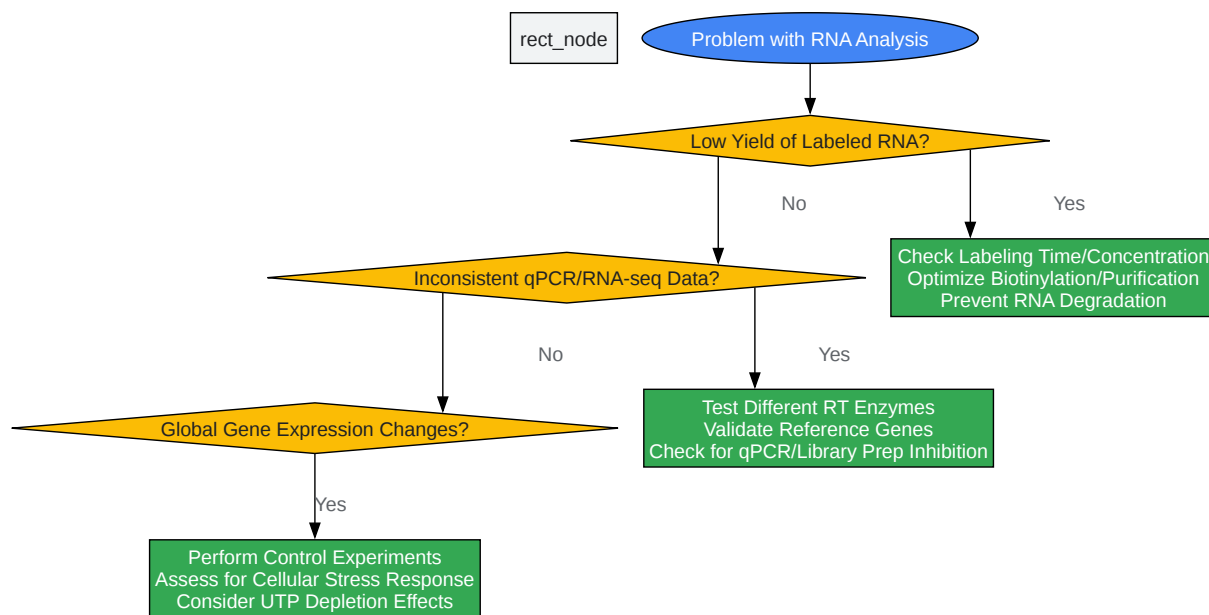 rect_node
Problem with RNA Analysis
Low Yield of Labeled RNA?
No
Yes
Check Labeling Time/Concentration
Optimize Biotinylation/Purification
Prevent RNA Degradation
Inconsistent qPCR/RNA-seq Data?
No
Yes
Test Different RT Enzymes
Validate Reference Genes
Check for qPCR/Library Prep Inhibition
Global Gene Expression Changes?
Yes
Perform Control Experiments
Assess for Cellular Stress Response
Consider UTP Depletion Effects